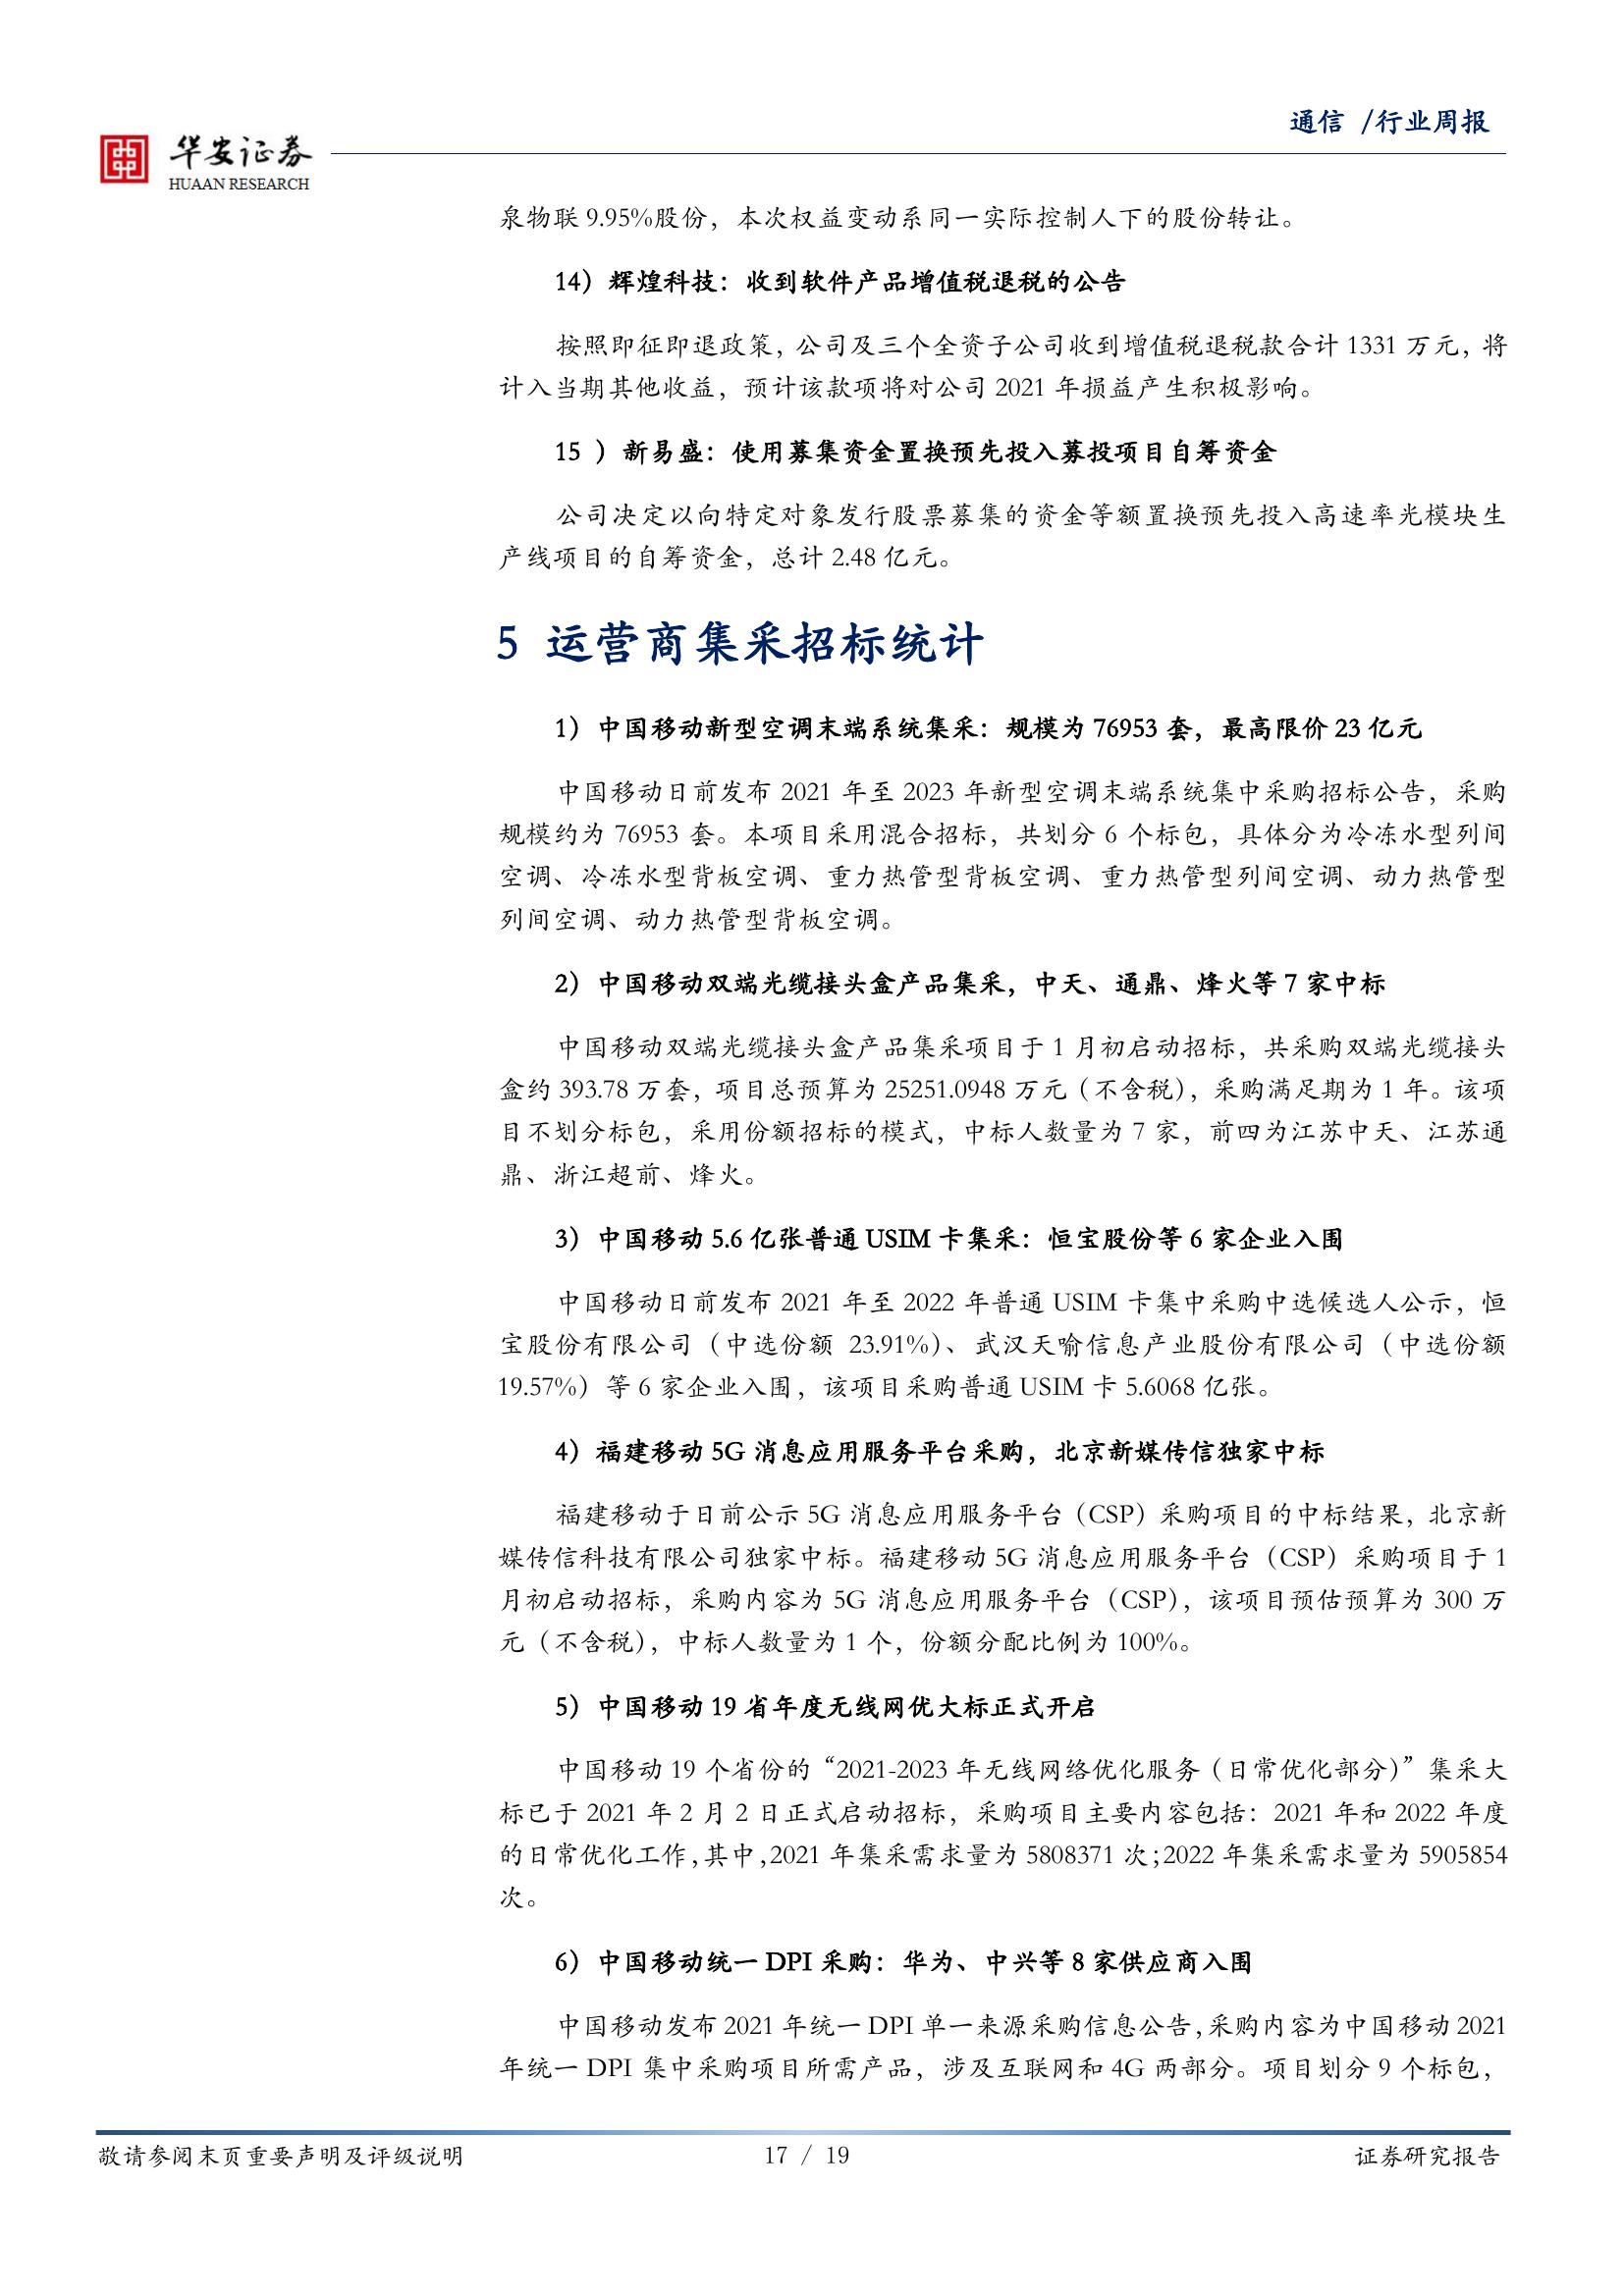 通信 /行业周报
华安证券
HUAAN RESEARCH
泉物联 9.95%股份，本次权益变动系同一实际控制人下的股份转让。
14）辉煌科技：收到软件产品增值税退税的公告
按照即征即退政策，公司及三个全资子公司收到增值税退税款合计 1331 万元，将
计入当期其他收益，预计该款项将对公司 2021 年损益产生积极影响。
15 ）新易盛：使用募集资金置换预先投入募投项目自筹资金
公司决定以向特定对象发行股票募集的资金等额置换预先投入高速率光模块生
产线项目的自筹资金，总计 2.48 亿元。
5 运营商集采招标统计
1）中国移动新型空调末端系统集采：规模为 76953 套，最高限价 23 亿元
中国移动日前发布 2021 年至 2023 年新型空调末端系统集中采购招标公告，采购
规模约为 76953 套。本项目采用混合招标，共划分 6 个标包，具体分为冷冻水型列间
空调、冷冻水型背板空调、重力热管型背板空调、重力热管型列间空调、动力热管型
列间空调、动力热管型背板空调。
2）中国移动双端光缆接头盒产品集采，中天、通鼎、烽火等 7 家中标
中国移动双端光缆接头盒产品集采项目于 1 月初启动招标，共采购双端光缆接头
盒约 393.78 万套，项目总预算为 25251.0948 万元（不含税），采购满足期为 1 年。该项
目不划分标包，采用份额招标的模式，中标人数量为 7 家，前四为江苏中天、江苏通
鼎、浙江超前、烽火。
3）中国移动 5.6 亿张普通 USIM 卡集采：恒宝股份等 6 家企业入围
中国移动日前发布 2021 年至 2022 年普通 USIM 卡集中采购中选候选人公示，恒
宝股份有限公司（中选份额 23.91%）、武汉天喻信息产业股份有限公司（中选份额
19.57%）等 6 家企业入围，该项目采购普通 USIM 卡 5.6068 亿张。
4）福建移动 5G 消息应用服务平台采购，北京新媒传信独家中标
福建移动于日前公示 5G 消息应用服务平台（CSP）采购项目的中标结果，北京新
媒传信科技有限公司独家中标。福建移动 5G 消息应用服务平台（CSP）采购项目于 1
月初启动招标，采购内容为 5G 消息应用服务平台（CSP），该项目预估预算为 300 万
元（不含税），中标人数量为 1 个，份额分配比例为 100%。
5）中国移动 19 省年度无线网优大标正式开启
中国移动 19 个省份的“2021-2023 年无线网络优化服务（日常优化部分）”集采大
标已于 2021 年 2 月 2 日正式启动招标，采购项目主要内容包括：2021 年和 2022 年度
的日常优化工作，其中，2021 年集采需求量为 5808371 次；2022 年集采需求量为 5905854
次。
6）中国移动统一 DPI 采购：华为、中兴等 8 家供应商入围
中国移动发布 2021 年统一 DPI 单一来源采购信息公告，采购内容为中国移动 2021
年统一 DPI 集中采购项目所需产品，涉及互联网和 4G 两部分。项目划分 9 个标包，
敬请参阅末页重要声明及评级说明
17 / 19
证券研究报告